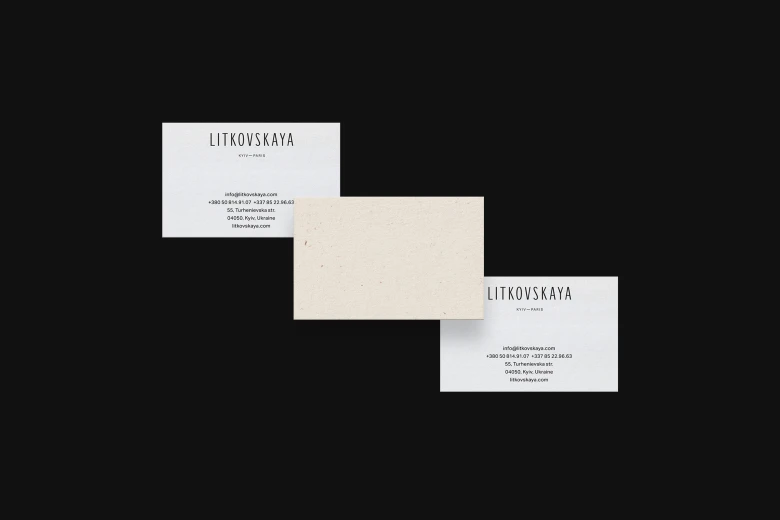 LITKOVSKAYA
KYIV—PARIS
info@litkovskaya.com
+380 50 814.91.07 +337 85 22.96.63
55, Turhenievska str.
04050, Kyiv, Ukraine
litkovskaya.com
LITKOVSKAYA
KYIV—PARIS
info@litkovskaya.com
+380 50 814.91.07 +337 85 22.96.63
55, Turhenievska str.
04050, Kyiv, Ukraine
litkovskaya.com